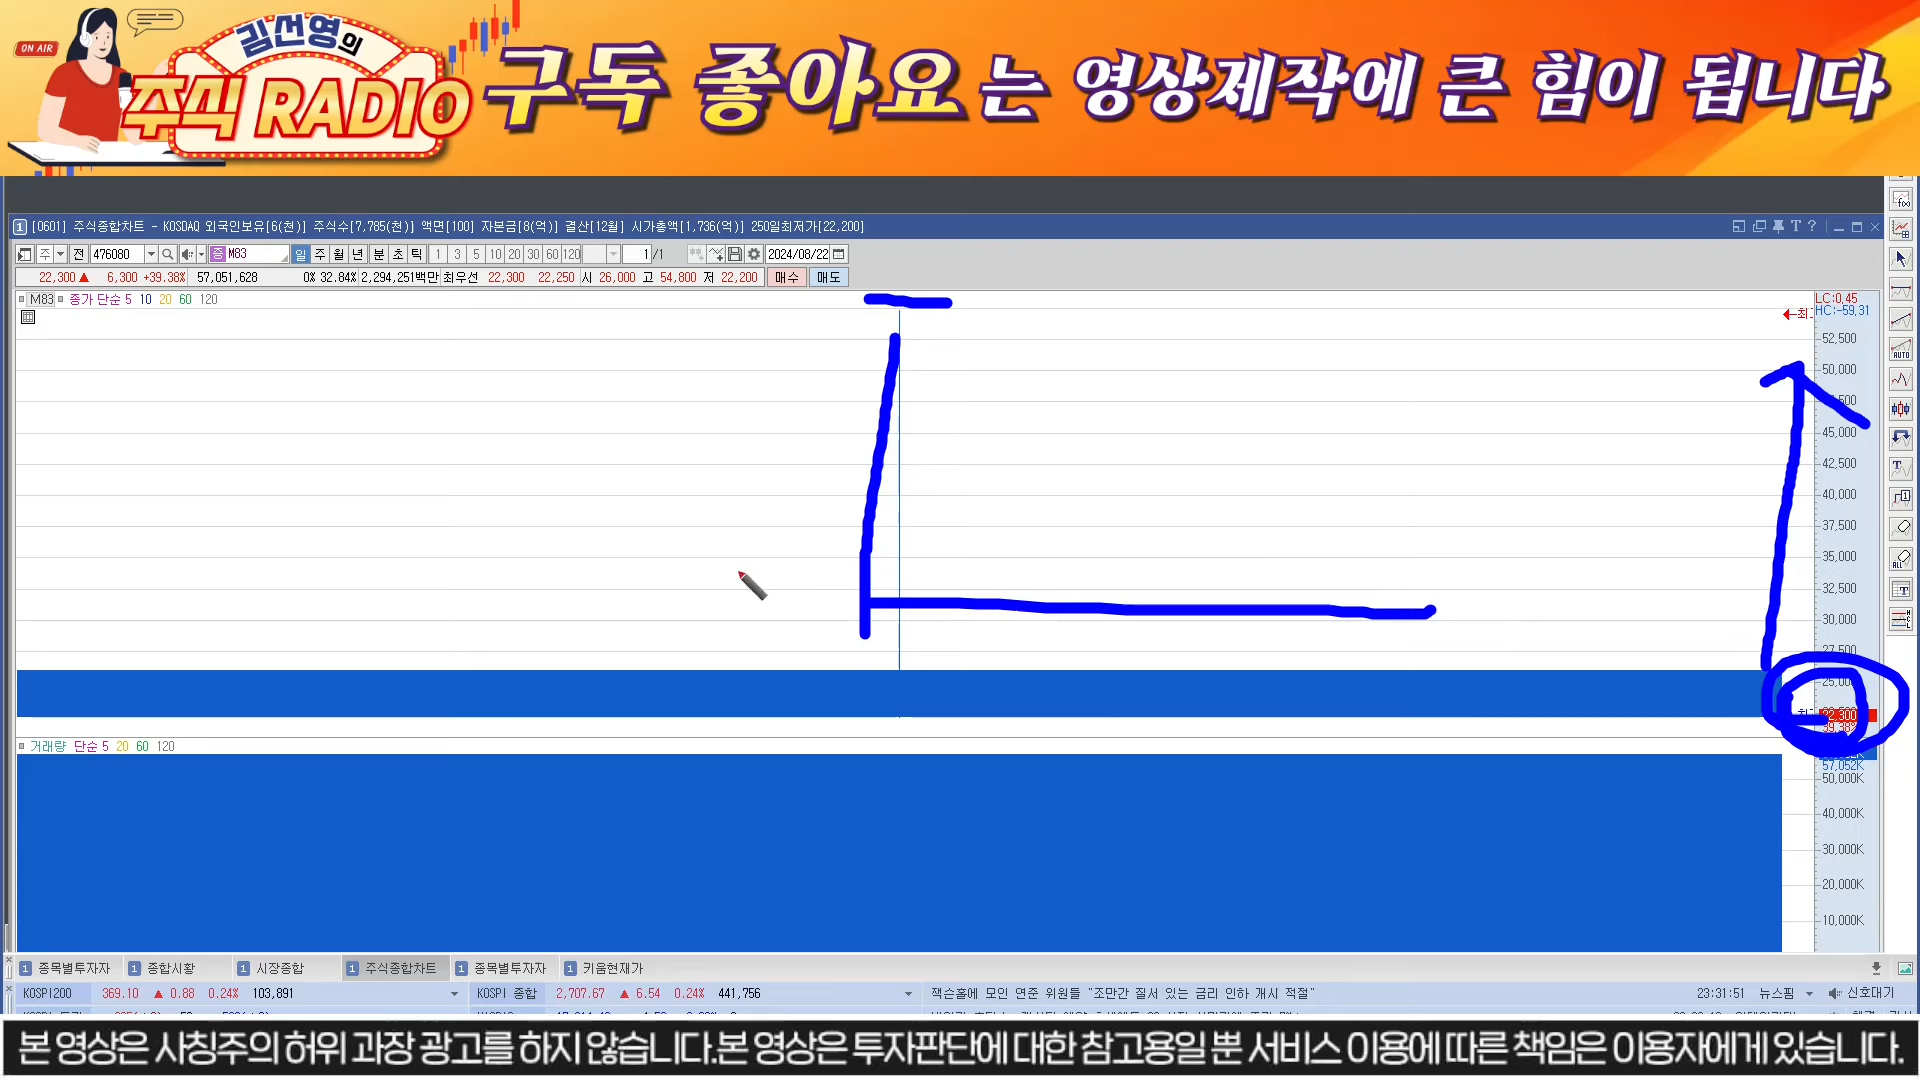 ON AIR
김선영의
주식 RADIO
구독 좋아요는 영상제작에 큰 힘이 됩니다
1 [0601] 주식종합차트 - KOSDAQ 외국인보유[6(천)] 주식수[7,785(천)] 액면[100] 자본금[8(억)] 결산[12월] 시가총액[1,736(억)] 250일최저가[22,200]
주 전 476080 증 M83 일 주 월 년 분 초 틱 1 3 5 10 20 30 60 120 1 /1 2024/08/22
22,300 ▲ 6,300 +39.38% 57,051,628 0% 32.84% 2,294,251백만 최우선 22,300 22,250 시 26,000 고 54,800 저 22,200 매수 매도
M83 종가 단순 5 10 20 60 120
LC:0,45
HC:-59,31
52,500
50,000
45,000
42,500
40,000
37,500
35,000
32,500
30,000
27,500
22,300
거래량 단순 5 20 60 120
57,052K
50,000K
40,000K
30,000K
20,000K
10,000K
AUTO
ALL
1 종목별투자자 1 종합시황 1 시장종합 1 주식종합차트 1 종목별투자자 1 키움현재가
KOSPI200 369.10 ▲ 0.88 0.24% 103,891 KOSPI 종합 2,707.67 ▲ 6.54 0.24% 441,756 잭슨홀에 모인 연준 위원들 "조만간 질서 있는 금리 인하 개시 적절" 23:31:51 뉴스핌 신호대기
본 영상은 사칭주의 허위 과장 광고를 하지 않습니다.본 영상은 투자판단에 대한 참고용일 뿐 서비스 이용에 따른 책임은 이용자에게 있습니다.